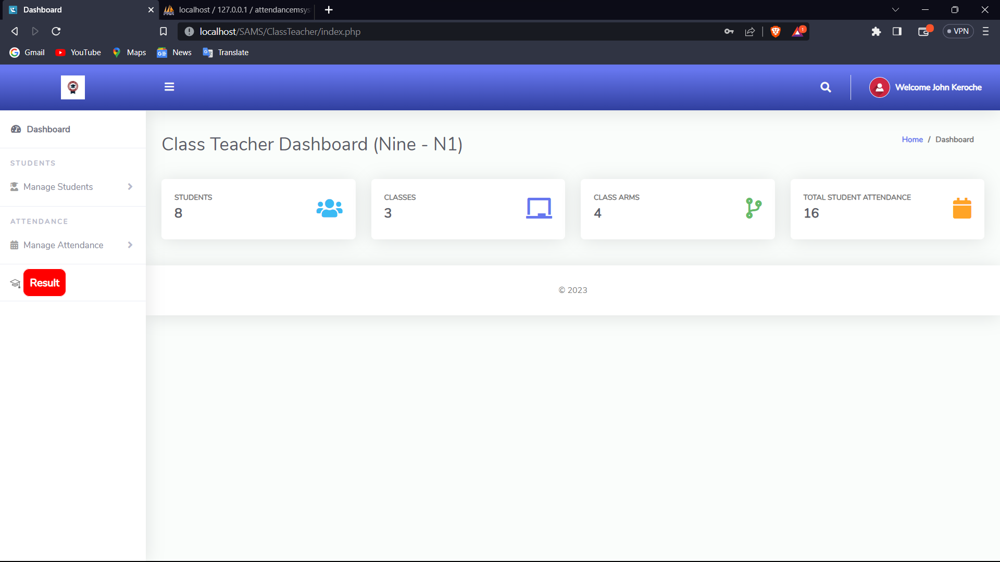 Dashboard
localhost / 127.0.0.1 / attendancemsys
localhost/SAMS/ClassTeacher/index.php
1
VPN
Gmail
YouTube
Maps
News
Translate
Welcome John Keroche
Dashboard
STUDENTS
Manage Students
ATTENDANCE
Manage Attendance
Result
Class Teacher Dashboard (Nine - N1)
Home / Dashboard
STUDENTS
8
CLASSES
3
CLASS ARMS
4
TOTAL STUDENT ATTENDANCE
16
© 2023